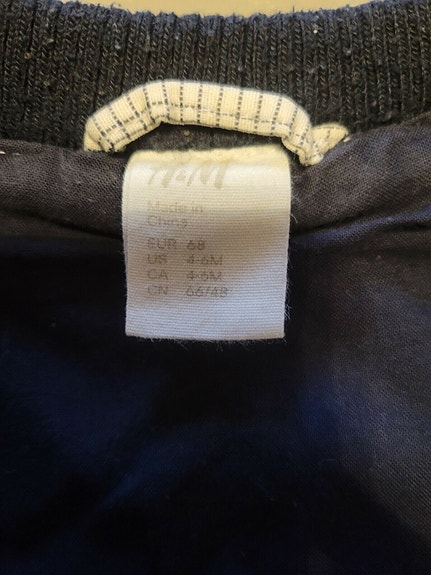 H&M
Made in
China
EUR 68
US 4-6M
CA 4-6M
CN 66/48